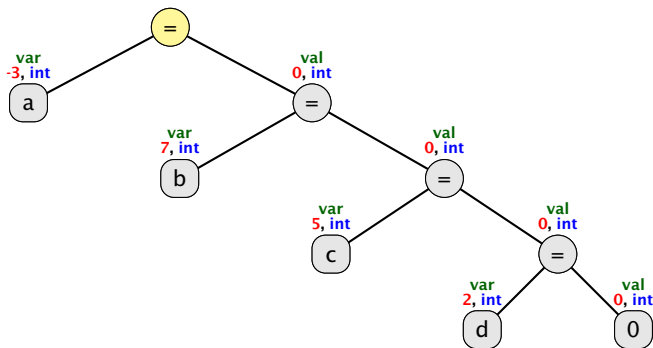 =
var
-3, int
a
val
0, int
=
var
7, int
b
val
0, int
=
var
5, int
c
val
0, int
=
var
2, int
d
val
0, int
0